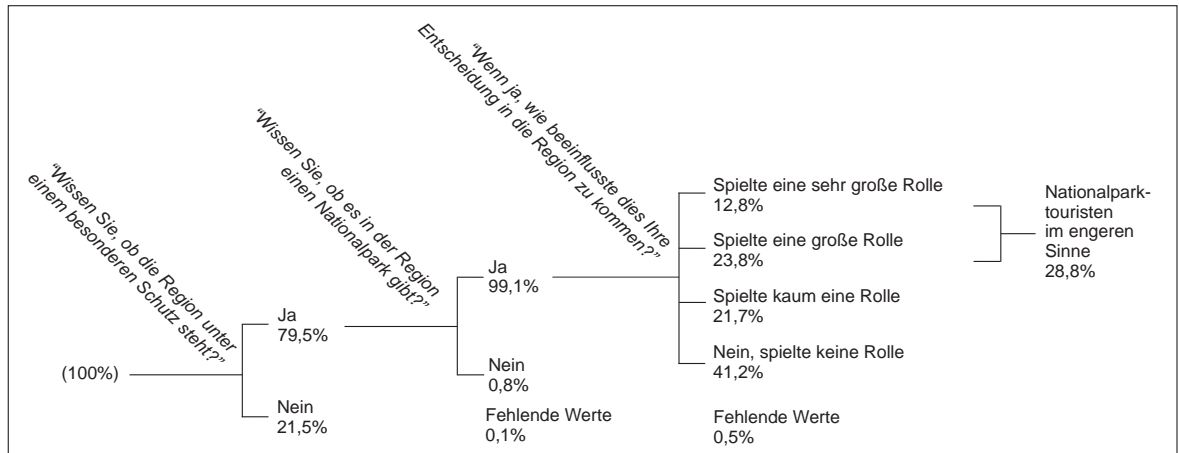 "Wissen Sie, ob die Region unter
einem besonderen Schutz steht?"
(100%)
Ja
79,5%
Nein
21,5%
"Wissen Sie, ob es in der Region
einen Nationalpark gibt?"
Ja
99,1%
Nein
0,8%
Fehlende Werte
0,1%
"Wenn ja, wie beeinflusste dies Ihre
Entscheidung in die Region zu kommen?"
Spielte eine sehr große Rolle
12,8%
Spielte eine große Rolle
23,8%
Spielte kaum eine Rolle
21,7%
Nein, spielte keine Rolle
41,2%
Fehlende Werte
0,5%
Nationalpark-
touristen
im engeren
Sinne
28,8%